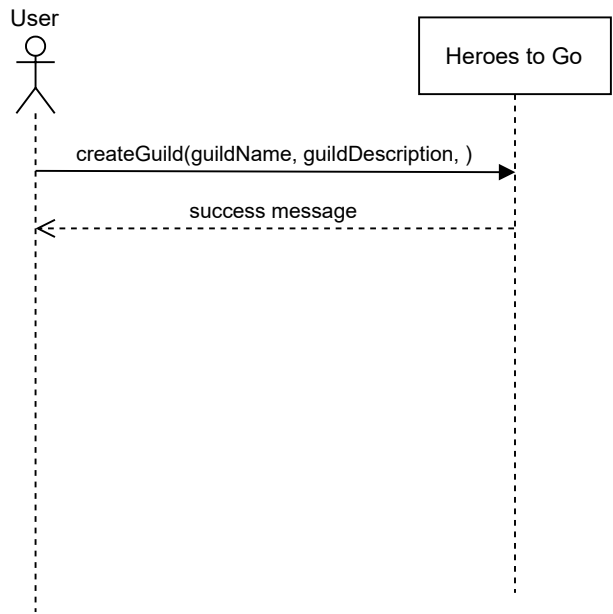 User
Heroes to Go
createGuild(guildName, guildDescription, )
success message